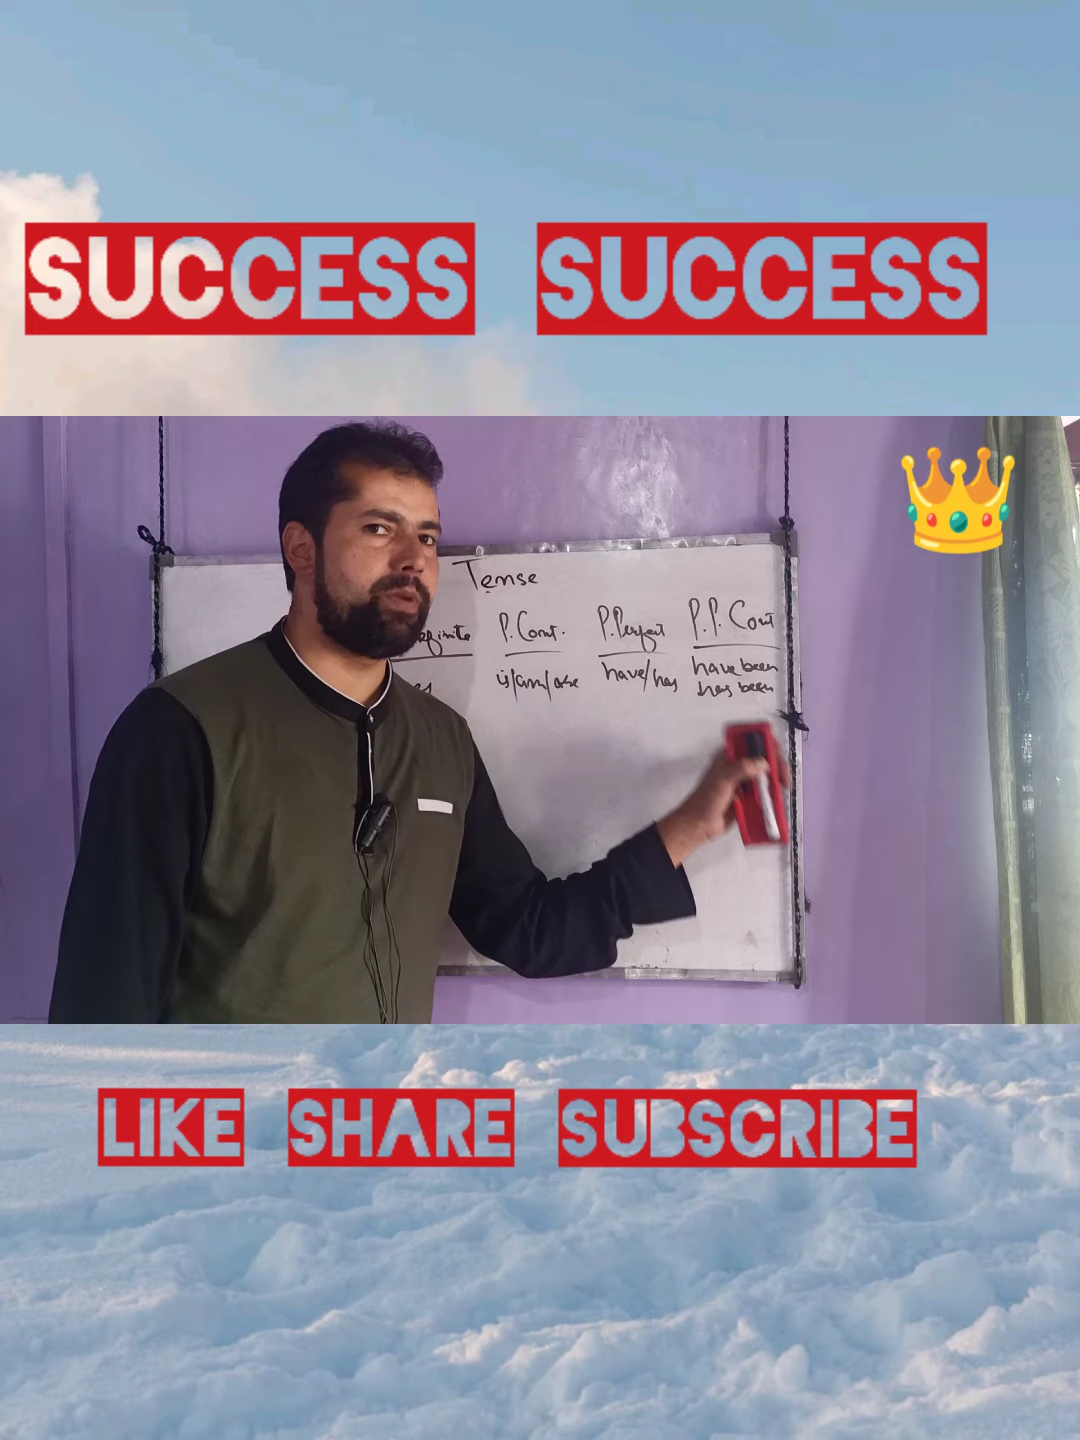 SUCCESS SUCCESS
Tense
P. Cont. P. Perfect P. P. Cont
is/am/are have/has have been
has been
LIKE SHARE SUBSCRIBE